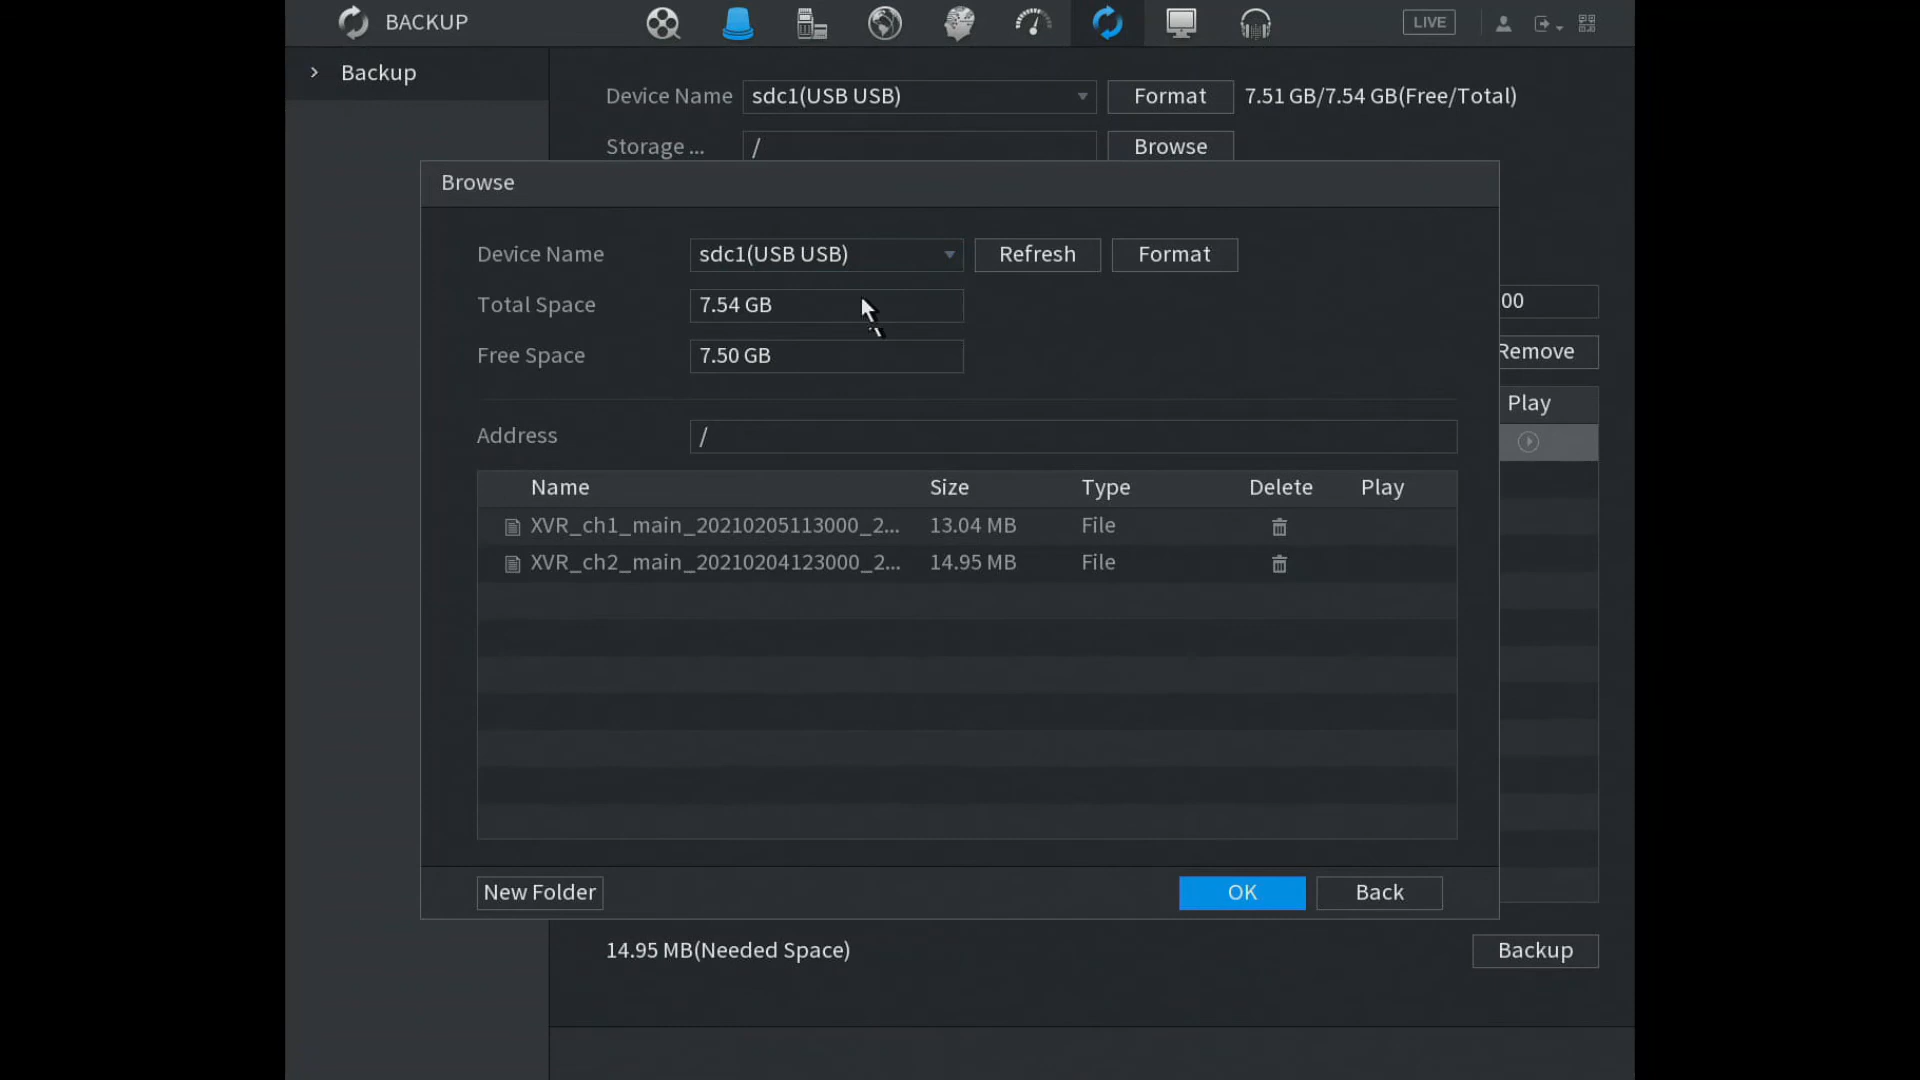 BACKUP
LIVE
Backup
Device Name sdc1(USB USB) Format 7.51 GB/7.54 GB(Free/Total)
Storage ... / Browse
Browse
Device Name sdc1(USB USB) Refresh Format
Total Space 7.54 GB
00
Free Space 7.50 GB
Remove
Play
Address /
Name Size Type Delete Play
XVR_ch1_main_20210205113000_2... 13.04 MB File
XVR_ch2_main_20210204123000_2... 14.95 MB File
New Folder OK Back
14.95 MB(Needed Space) Backup